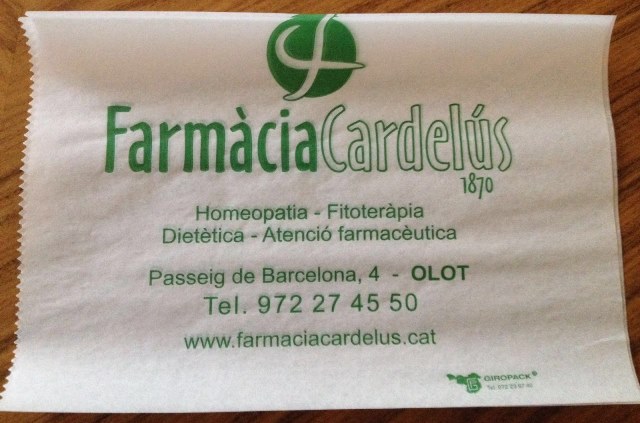 FarmàciaCardelús
1870
Homeopatia - Fitoteràpia
Dietètica - Atenció farmacèutica
Passeig de Barcelona, 4 - OLOT
Tel. 972 27 45 50
www.farmaciacardelus.cat
GIROPACK®